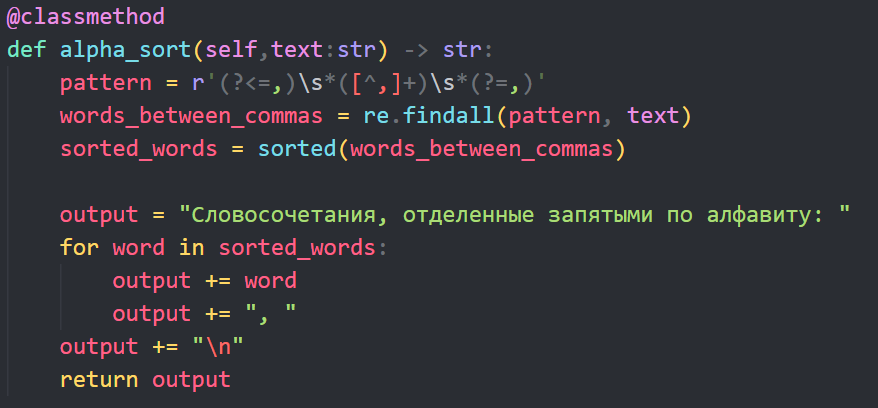 @classmethod
def alpha_sort(self,text:str) -> str:
    pattern = r'(?<=,)\s*([^,]+)\s*(?=,)'
    words_between_commas = re.findall(pattern, text)
    sorted_words = sorted(words_between_commas)

    output = "Словосочетания, отделенные запятыми по алфавиту: "
    for word in sorted_words:
        output += word
        output += ", "
    output += "\n"
    return output